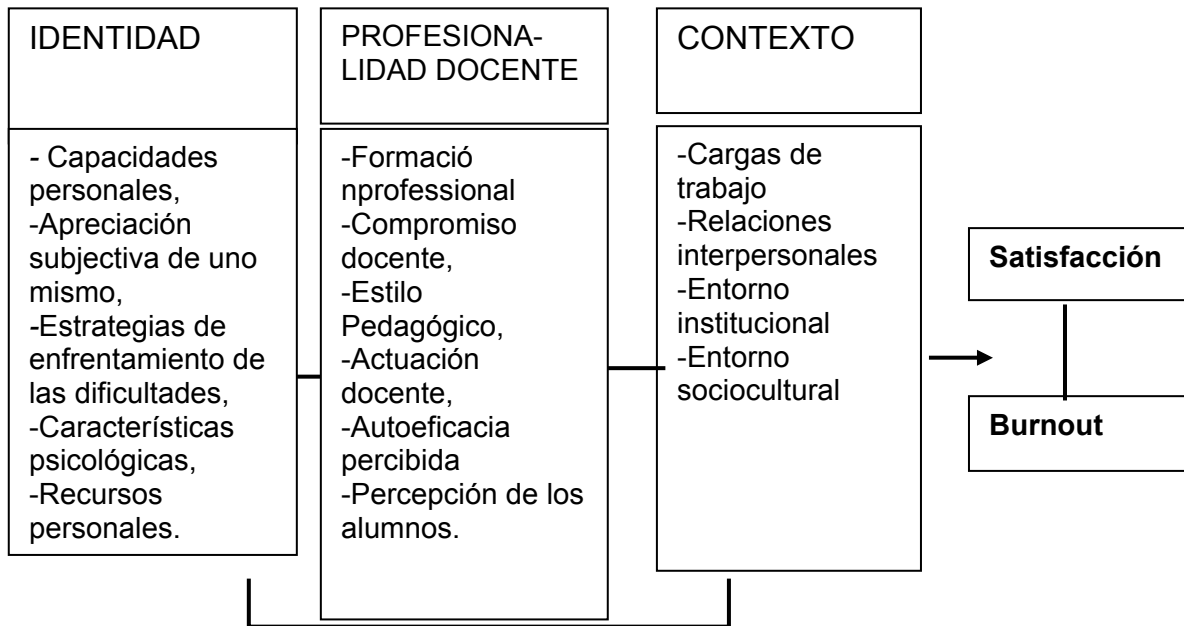 IDENTIDAD
- Capacidades
personales,
-Apreciación
subjectiva de uno
mismo,
-Estrategias de
enfrentamiento de
las dificultades,
-Características
psicológicas,
-Recursos
personales.
PROFESIONA-
LIDAD DOCENTE
-Formació
nprofessional
-Compromiso
docente,
-Estilo
Pedagógico,
-Actuación
docente,
-Autoeficacia
percibida
-Percepción de los
alumnos.
CONTEXTO
-Cargas de
trabajo
-Relaciones
interpersonales
-Entorno
institucional
-Entorno
sociocultural
Satisfacción
Burnout